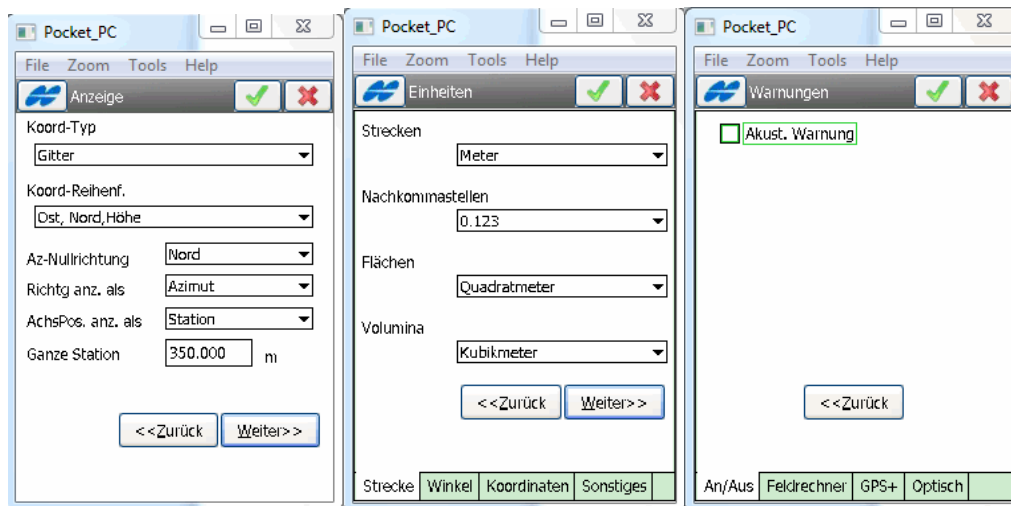 Pocket_PC
File Zoom Tools Help
Anzeige
Koord-Typ
Gitter
Koord-Reihenf.
Ost, Nord,Höhe
Az-Nullrichtung Nord
Richtg anz. als Azimut
AchsPos. anz. als Station
Ganze Station 350.000 m
<<Zurück Weiter>>
Pocket_PC
File Zoom Tools Help
Einheiten
Strecken
Meter
Nachkommastellen
0.123
Flächen
Quadratmeter
Volumina
Kubikmeter
<<Zurück Weiter>>
Strecke Winkel Koordinaten Sonstiges
Pocket_PC
File Zoom Tools Help
Warnungen
Akust. Warnung
<<Zurück
An/Aus Feldrechner GPS+ Optisch